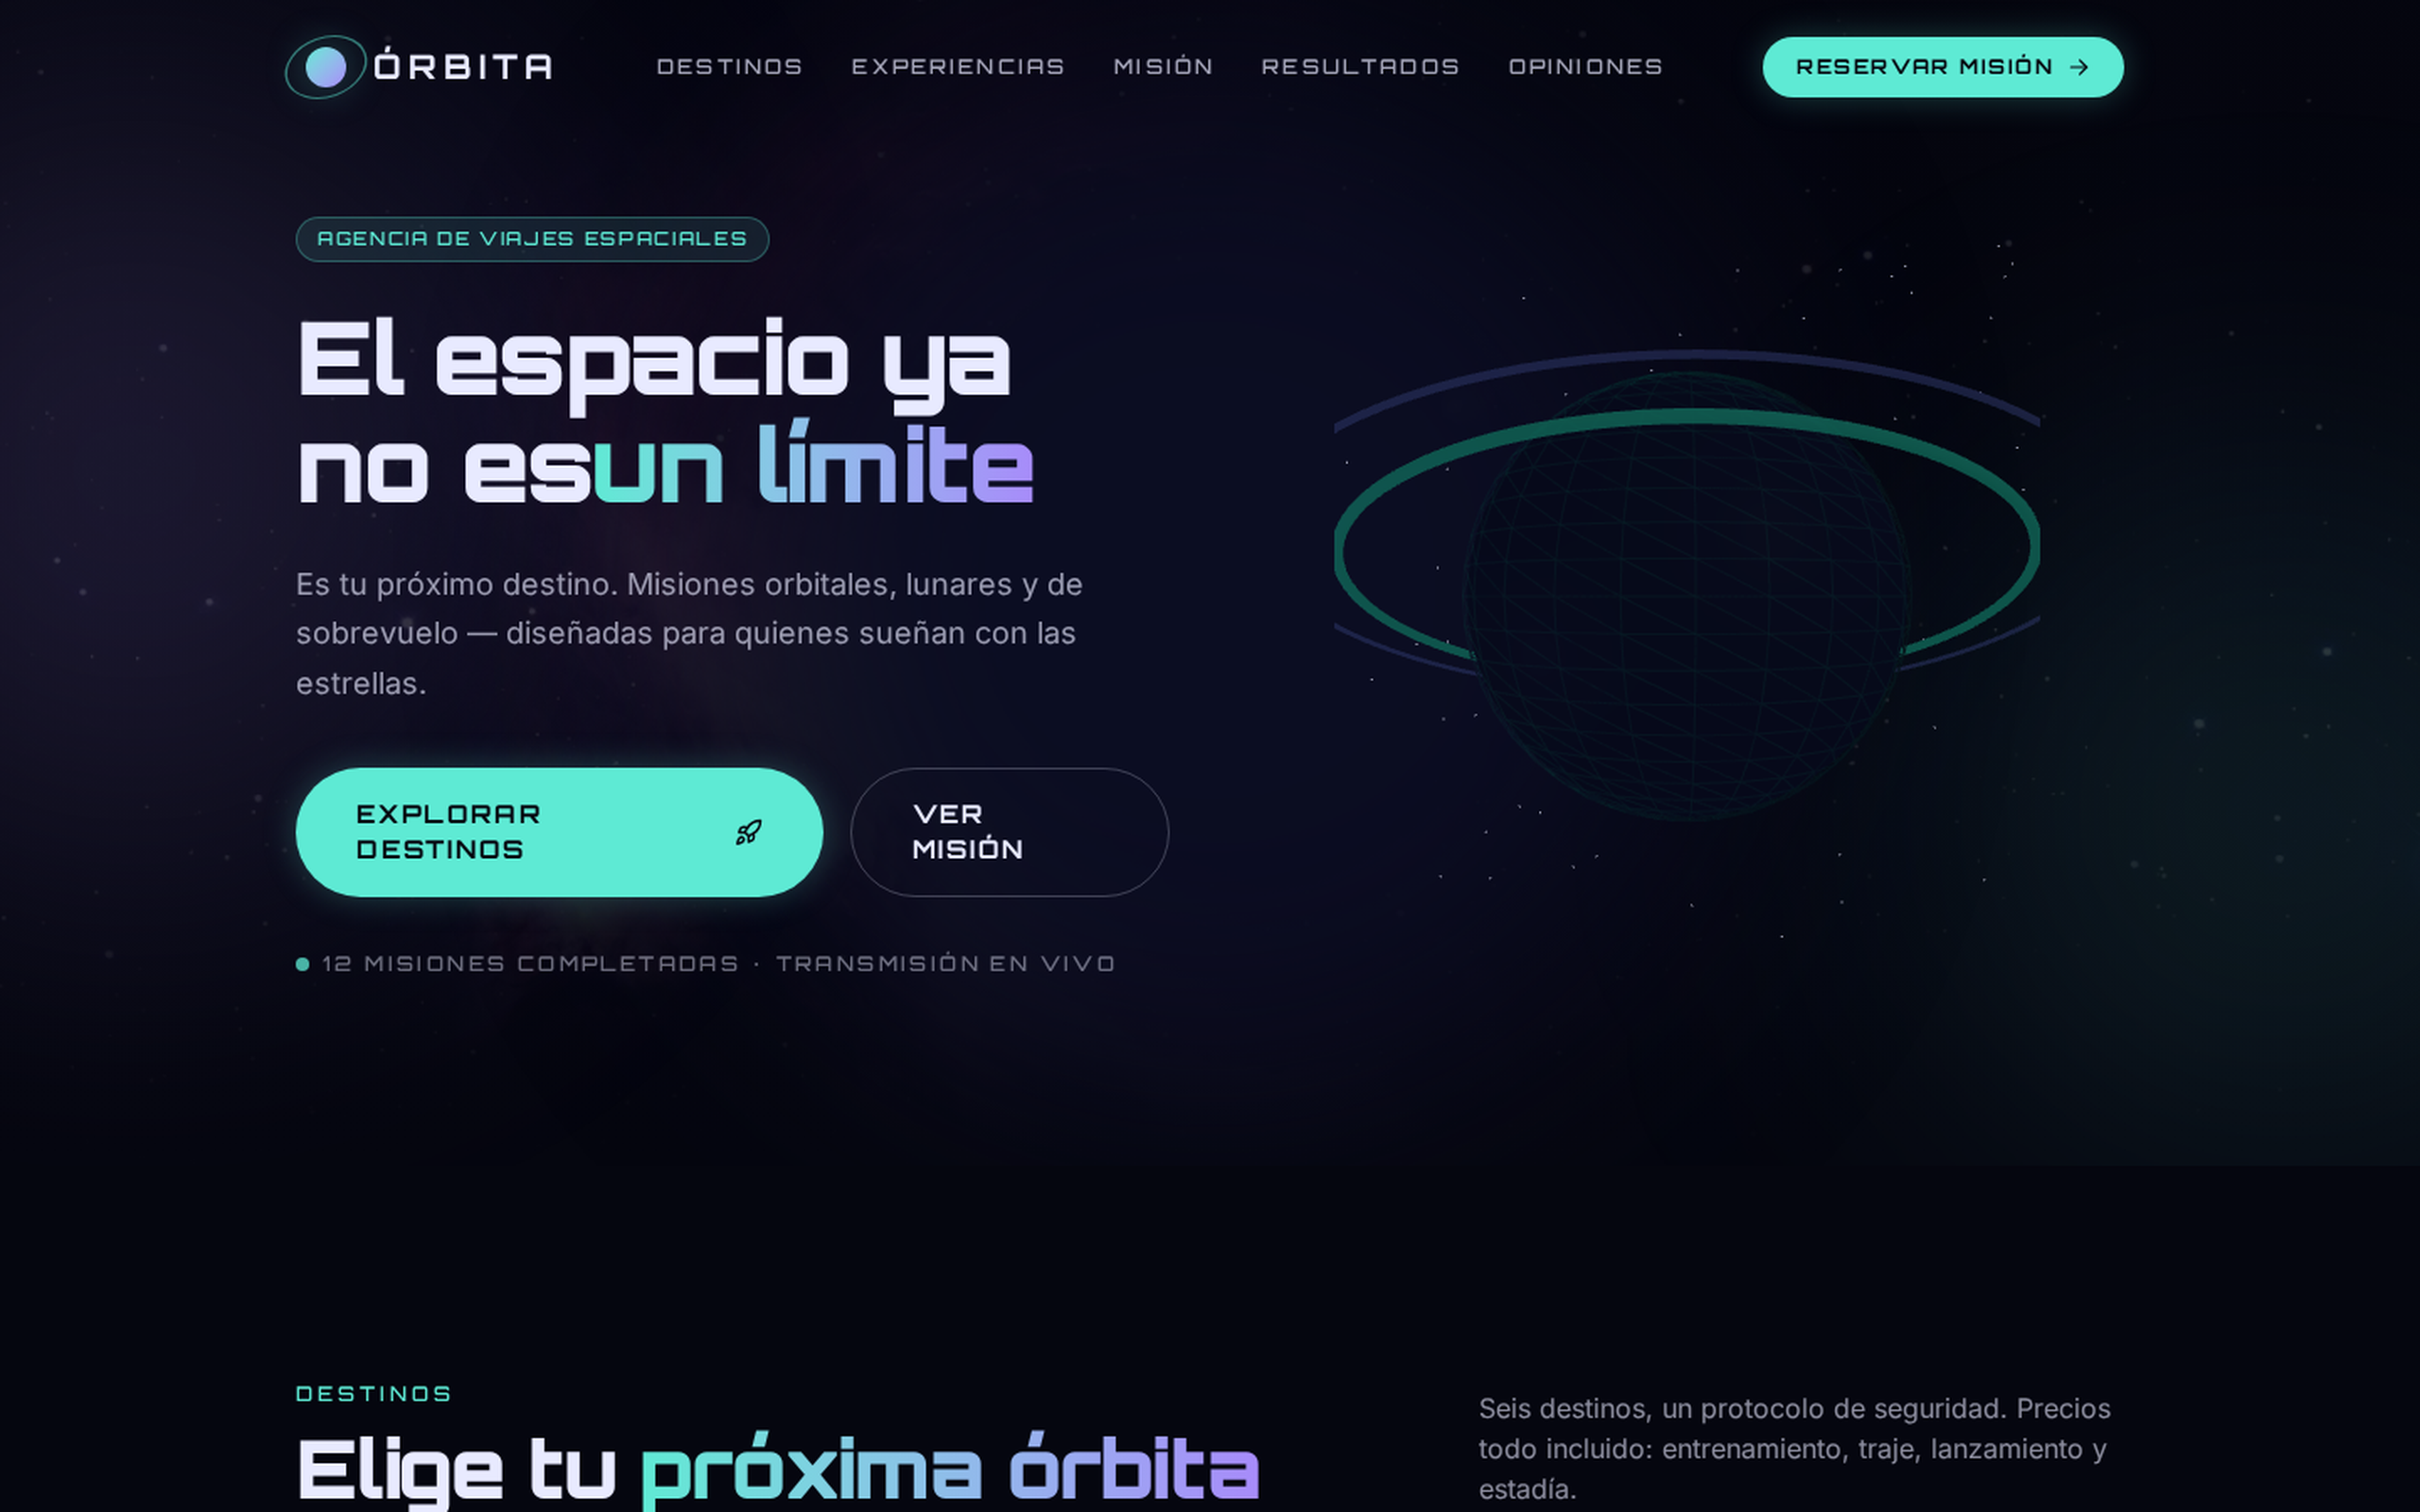 ÓRBITA
DESTINOS
EXPERIENCIAS
MISIÓN
RESULTADOS
OPINIONES
RESERVAR MISIÓN →
AGENCIA DE VIAJES ESPACIALES
El espacio ya
no esun límite
Es tu próximo destino. Misiones orbitales, lunares y de
sobrevuelo — diseñadas para quienes sueñan con las
estrellas.
EXPLORAR
DESTINOS
VER
MISIÓN
12 MISIONES COMPLETADAS · TRANSMISIÓN EN VIVO
DESTINOS
Elige tu próxima órbita
Seis destinos, un protocolo de seguridad. Precios
todo incluido: entrenamiento, traje, lanzamiento y
estadía.